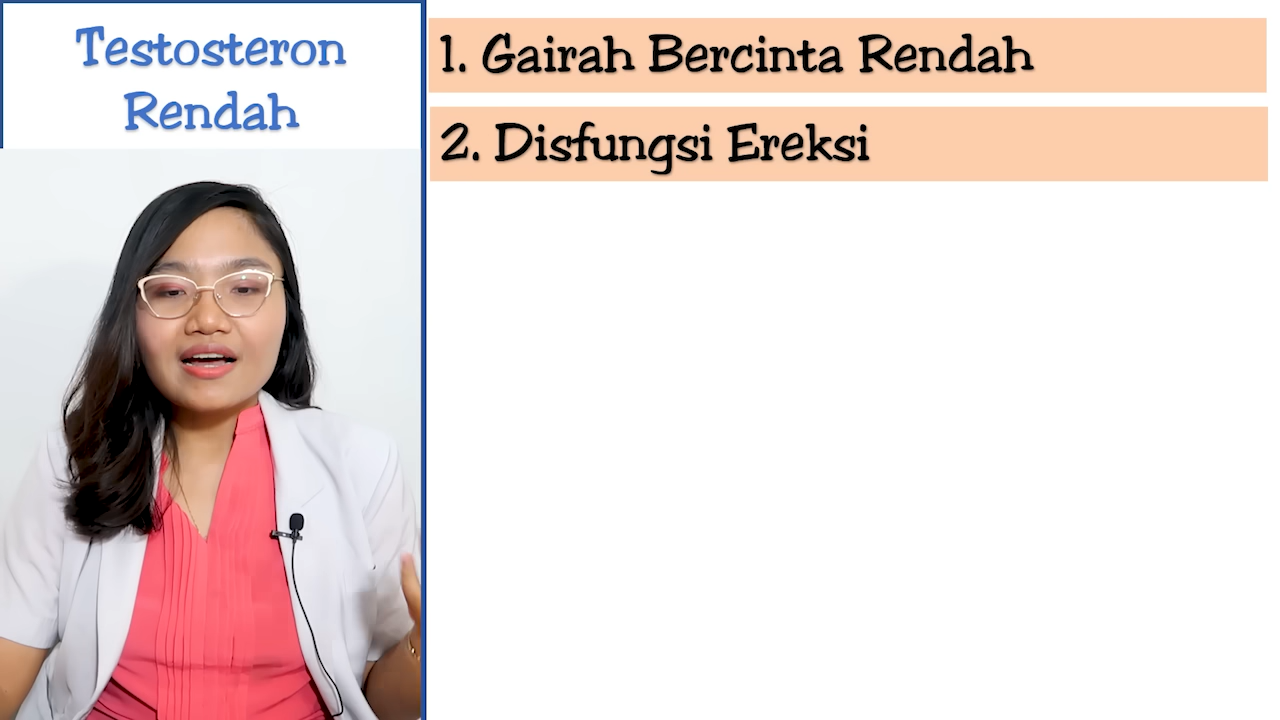 Testosteron
Rendah
1. Gairah Bercinta Rendah
2. Disfungsi Ereksi